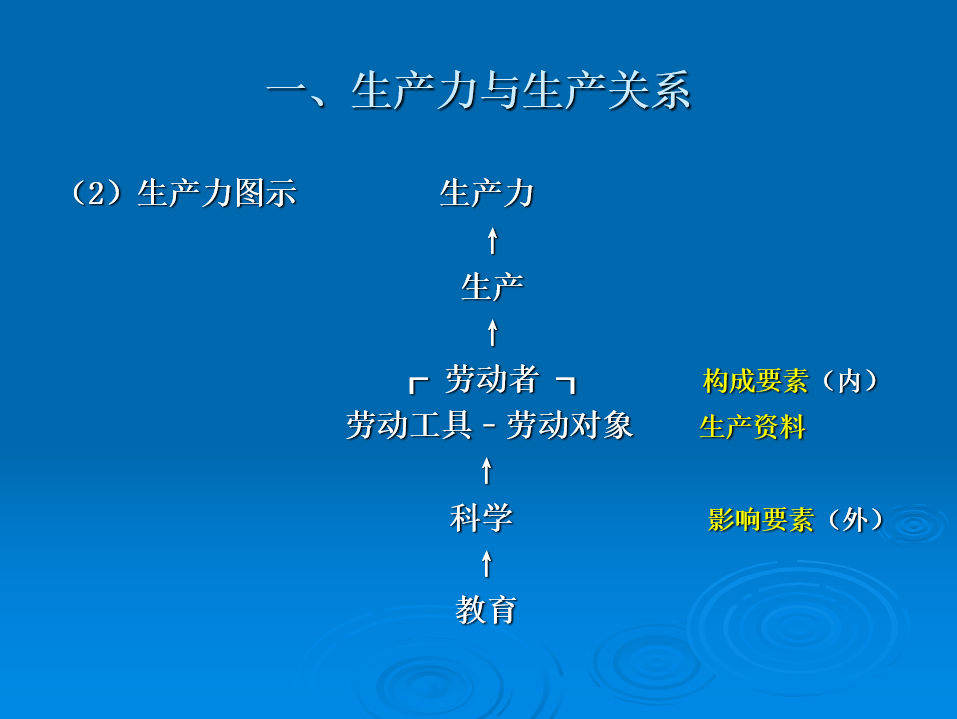 一、生产力与生产关系
（2）生产力图示 生产力
↑
生产
↑
┏ 劳动者 ┓ 构成要素（内）
劳动工具－劳动对象 生产资料
↑
科学 影响要素（外）
↑
教育